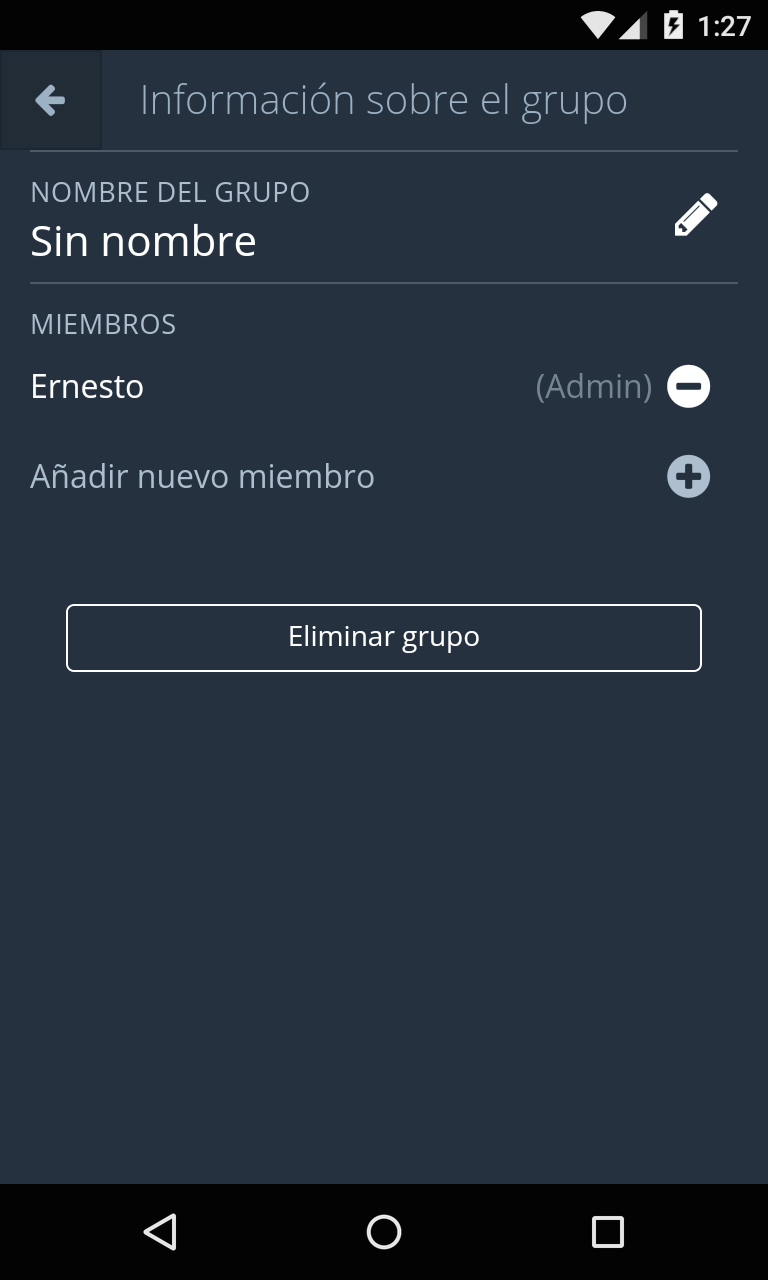 1:27
Información sobre el grupo
NOMBRE DEL GRUPO
Sin nombre
MIEMBROS
Ernesto (Admin)
Añadir nuevo miembro
Eliminar grupo